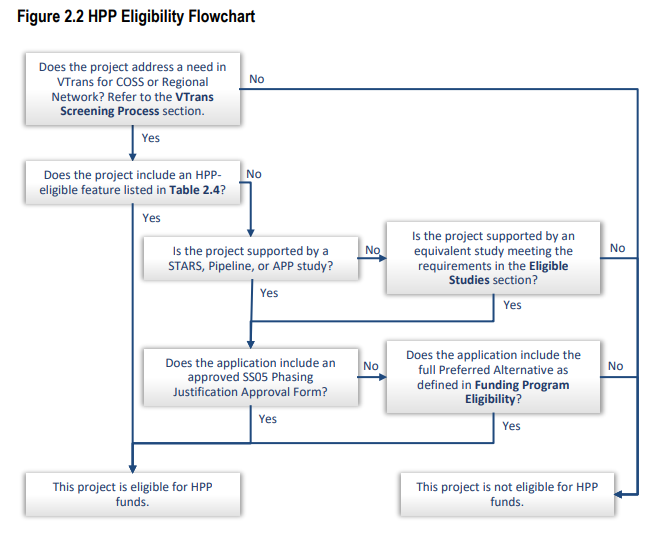 Figure 2.2 HPP Eligibility Flowchart
Does the project address a need in
VTrans for COSS or Regional
Network? Refer to the VTrans
Screening Process section.
No
Yes
Does the project include an HPP-
eligible feature listed in Table 2.4?
No
Yes
Is the project supported by a
STARS, Pipeline, or APP study?
No
Is the project supported by an
equivalent study meeting the
requirements in the Eligible
Studies section?
No
Yes
Yes
Does the application include an
approved SS05 Phasing
Justification Approval Form?
No
Does the application include the
full Preferred Alternative as
defined in Funding Program
Eligibility?
No
Yes
Yes
This project is eligible for HPP
funds.
This project is not eligible for HPP
funds.